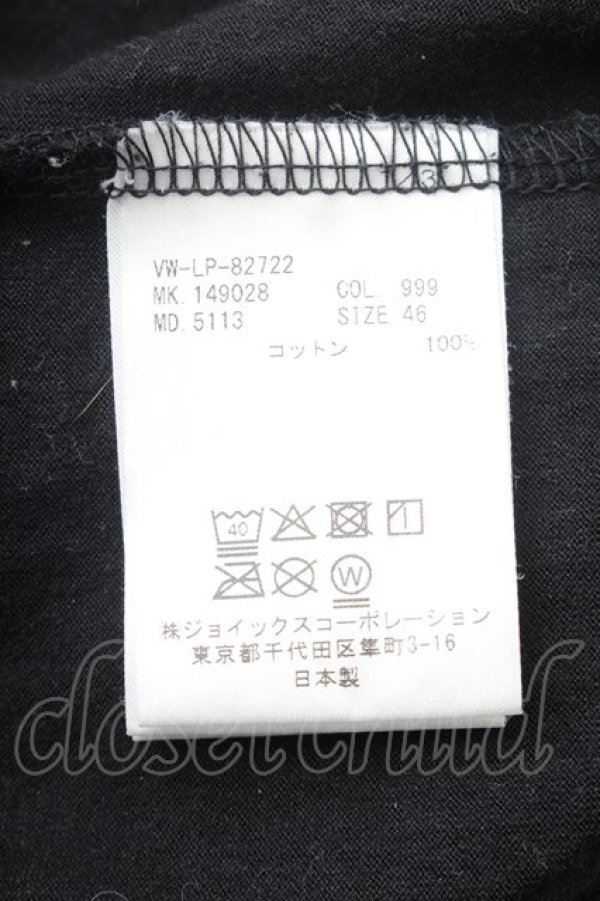 1/3
VW-LP-82722
MK.149028 COL. 999
MD.5113 SIZE 46
コットン 100%
40
W
株ジョイックスコーポレーション
東京都千代田区隼町3-16
日本製
closet child